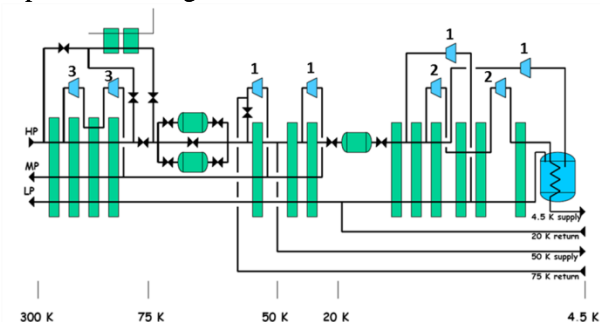 1
1
3
3
1
1
2
2
HP
MP
LP
4.5 K supply
20 K return
50 K supply
75 K return
300 K
75 K
50 K
20 K
4.5 K